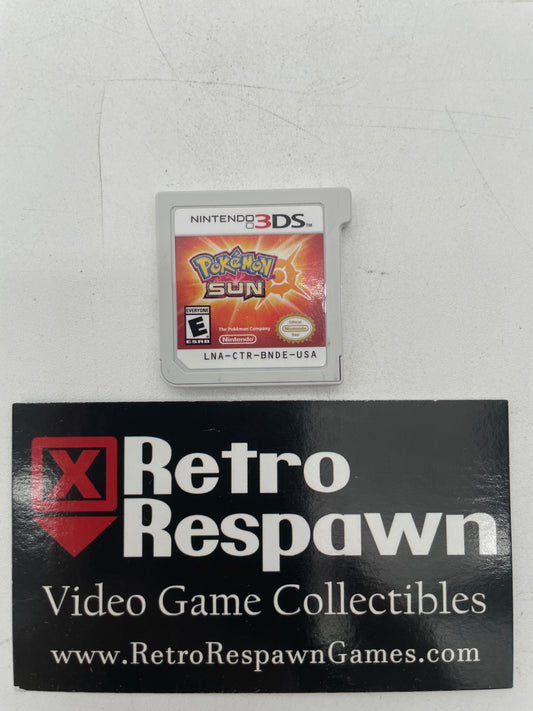 NINTENDO 3DS™
POKéMON
SUN
EVERYONE
E
ESRB
The Pokémon Company
Nintendo
Official
Nintendo
Seal
LNA-CTR-BNDE-USA
X Retro
Respawn
Video Game Collectibles
www.RetroRespawnGames.com